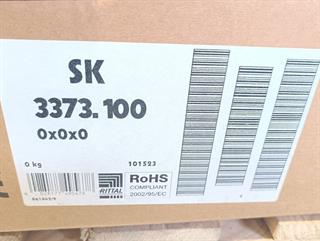 SK
3373.100
0x0x0
0 kg
101523
RITTAL
RoHS
COMPLIANT
2002/95/EC